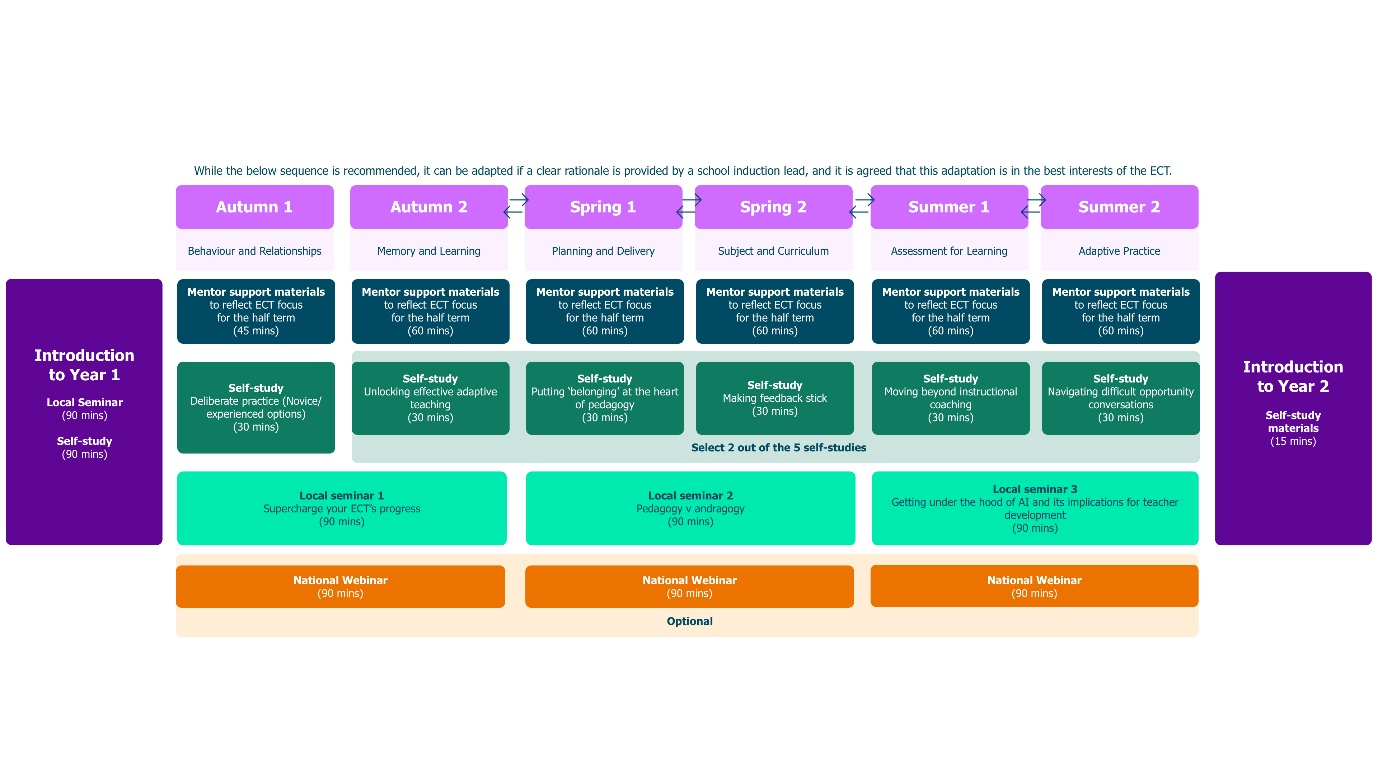 While the below sequence is recommended, it can be adapted if a clear rationale is provided by a school induction lead, and it is agreed that this adaptation is in the best interests of the ECT.
Autumn 1
Autumn 2
Spring 1
Spring 2
Summer 1
Summer 2
Behaviour and Relationships
Memory and Learning
Planning and Delivery
Subject and Curriculum
Assessment for Learning
Adaptive Practice
Introduction
to Year 1
Local Seminar
(90 mins)
Self-study
(90 mins)
Mentor support materials
to reflect ECT focus
for the half term
(45 mins)
Mentor support materials
to reflect ECT focus
for the half term
(60 mins)
Mentor support materials
to reflect ECT focus
for the half term
(60 mins)
Mentor support materials
to reflect ECT focus
for the half term
(60 mins)
Mentor support materials
to reflect ECT focus
for the half term
(60 mins)
Mentor support materials
to reflect ECT focus
for the half term
(60 mins)
Self-study
Deliberate practice (Novice/
experienced options)
(30 mins)
Self-study
Unlocking effective adaptive
teaching
(30 mins)
Self-study
Putting ‘belonging’ at the heart
of pedagogy
(30 mins)
Self-study
Making feedback stick
(30 mins)
Self-study
Moving beyond instructional
coaching
(30 mins)
Self-study
Navigating difficult opportunity
conversations
(30 mins)
Select 2 out of the 5 self-studies
Local seminar 1
Supercharge your ECT’s progress
(90 mins)
Local seminar 2
Pedagogy v andragogy
(90 mins)
Local seminar 3
Getting under the hood of AI and its implications for teacher
development
(90 mins)
National Webinar
(90 mins)
National Webinar
(90 mins)
National Webinar
(90 mins)
Optional
Introduction
to Year 2
Self-study
materials
(15 mins)